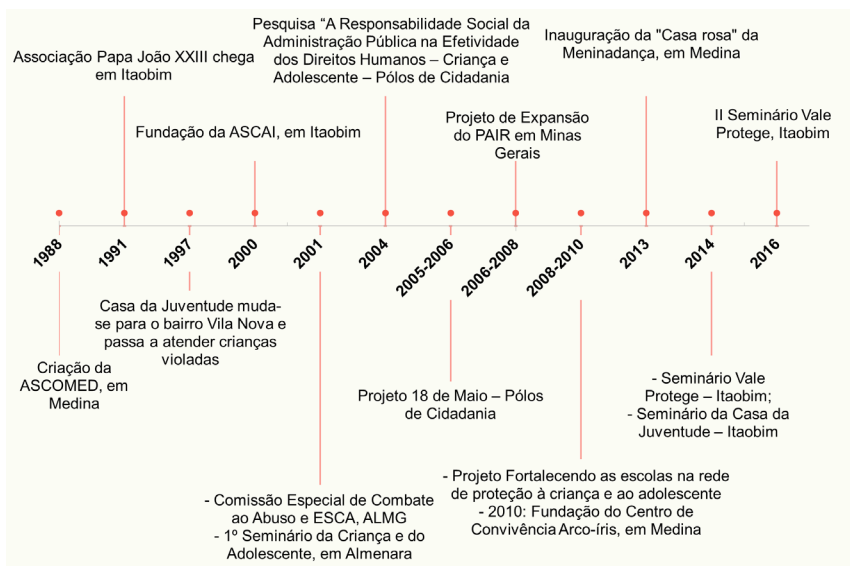 Pesquisa “A Responsabilidade Social da
Administração Pública na Efetividade
dos Direitos Humanos – Criança e
Adolescente – Pólos de Cidadania
Inauguração da "Casa rosa" da
Meninadança, em Medina
Associação Papa João XXIII chega
em Itaobim
Fundação da ASCAI, em Itaobim
Projeto de Expansão
do PAIR em Minas
Gerais
II Seminário Vale
Protege, Itaobim
1988
1991
1997
2000
2001
2004
2005-2006
2006-2008
2008-2010
2013
2014
2016
Casa da Juventude muda-
se para o bairro Vila Nova e
passa a atender crianças
violadas
Criação da
ASCOMED, em
Medina
Projeto 18 de Maio – Pólos
de Cidadania
- Seminário Vale
Protege – Itaobim;
- Seminário da Casa da
Juventude – Itaobim
- Comissão Especial de Combate
ao Abuso e ESCA, ALMG
- 1º Seminário da Criança e do
Adolescente, em Almenara
- Projeto Fortalecendo as escolas na rede
de proteção à criança e ao adolescente
- 2010: Fundação do Centro de
Convivência Arco-íris, em Medina